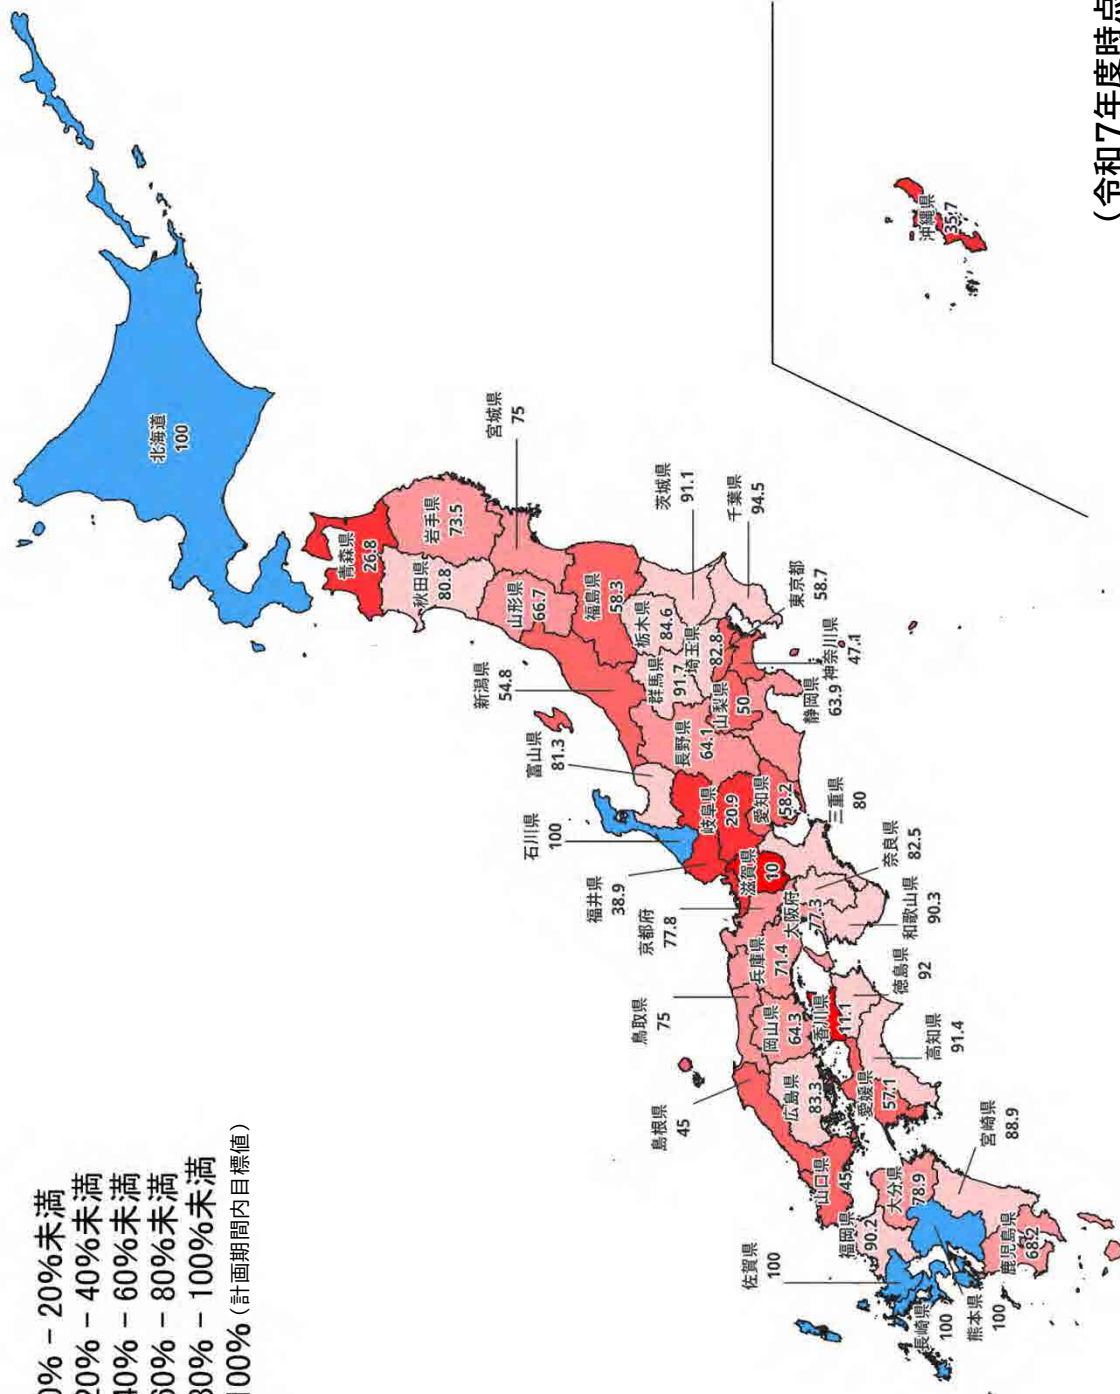 0% – 20%未満
20% – 40%未満
40% – 60%未満
60% – 80%未満
80% – 100%未満
100%（計画期間内目標値）
北海道
100
青森県
26.8
岩手県
73.5
宮城県
75
秋田県
80.8
山形県
66.7
福島県
58.3
茨城県
91.1
栃木県
84.6
群馬県
91.7
埼玉県
82.8
千葉県
94.5
東京都
58.7
神奈川県
47.1
新潟県
54.8
富山県
81.3
石川県
100
福井県
38.9
山梨県
50
長野県
64.1
岐阜県
20.9
静岡県
63.9
愛知県
58.2
三重県
80
滋賀県
10
京都府
77.8
大阪府
77.3
兵庫県
71.4
奈良県
82.5
和歌山県
90.3
鳥取県
75
島根県
45
岡山県
64.3
広島県
83.3
山口県
45
徳島県
92
香川県
11.1
愛媛県
57.1
高知県
91.4
福岡県
90.2
佐賀県
100
長崎県
100
熊本県
100
大分県
78.9
宮崎県
88.9
鹿児島県
68.2
沖縄県
35.7
（令和7年度時点